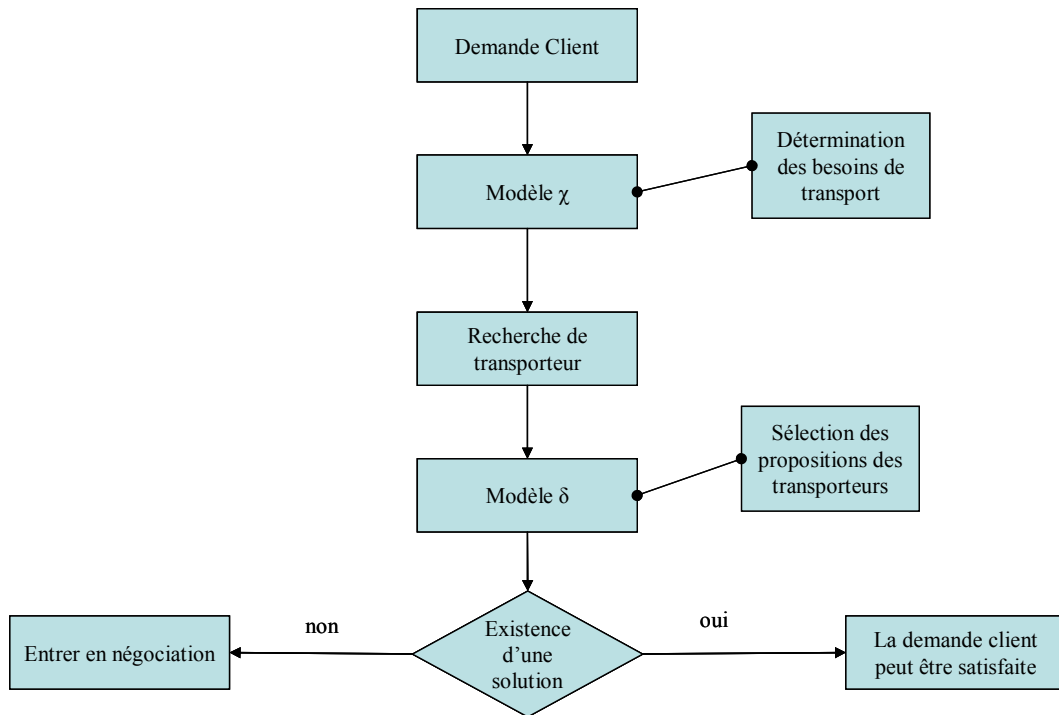 Demande Client
Détermination
des besoins de
transport
Modèle χ
Recherche de
transporteur
Sélection des
propositions des
transporteurs
Modèle δ
non
oui
Entrer en négociation
Existence
d’une
solution
La demande client
peut être satisfaite